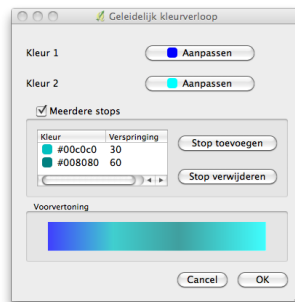 Geleidelijk kleurverloop
Kleur 1 Aanpassen
Kleur 2 Aanpassen
Meerdere stops
Kleur Verspringing
#00c0c0 30
#008080 60
Stop toevoegen
Stop verwijderen
Voorvertoning
Cancel OK